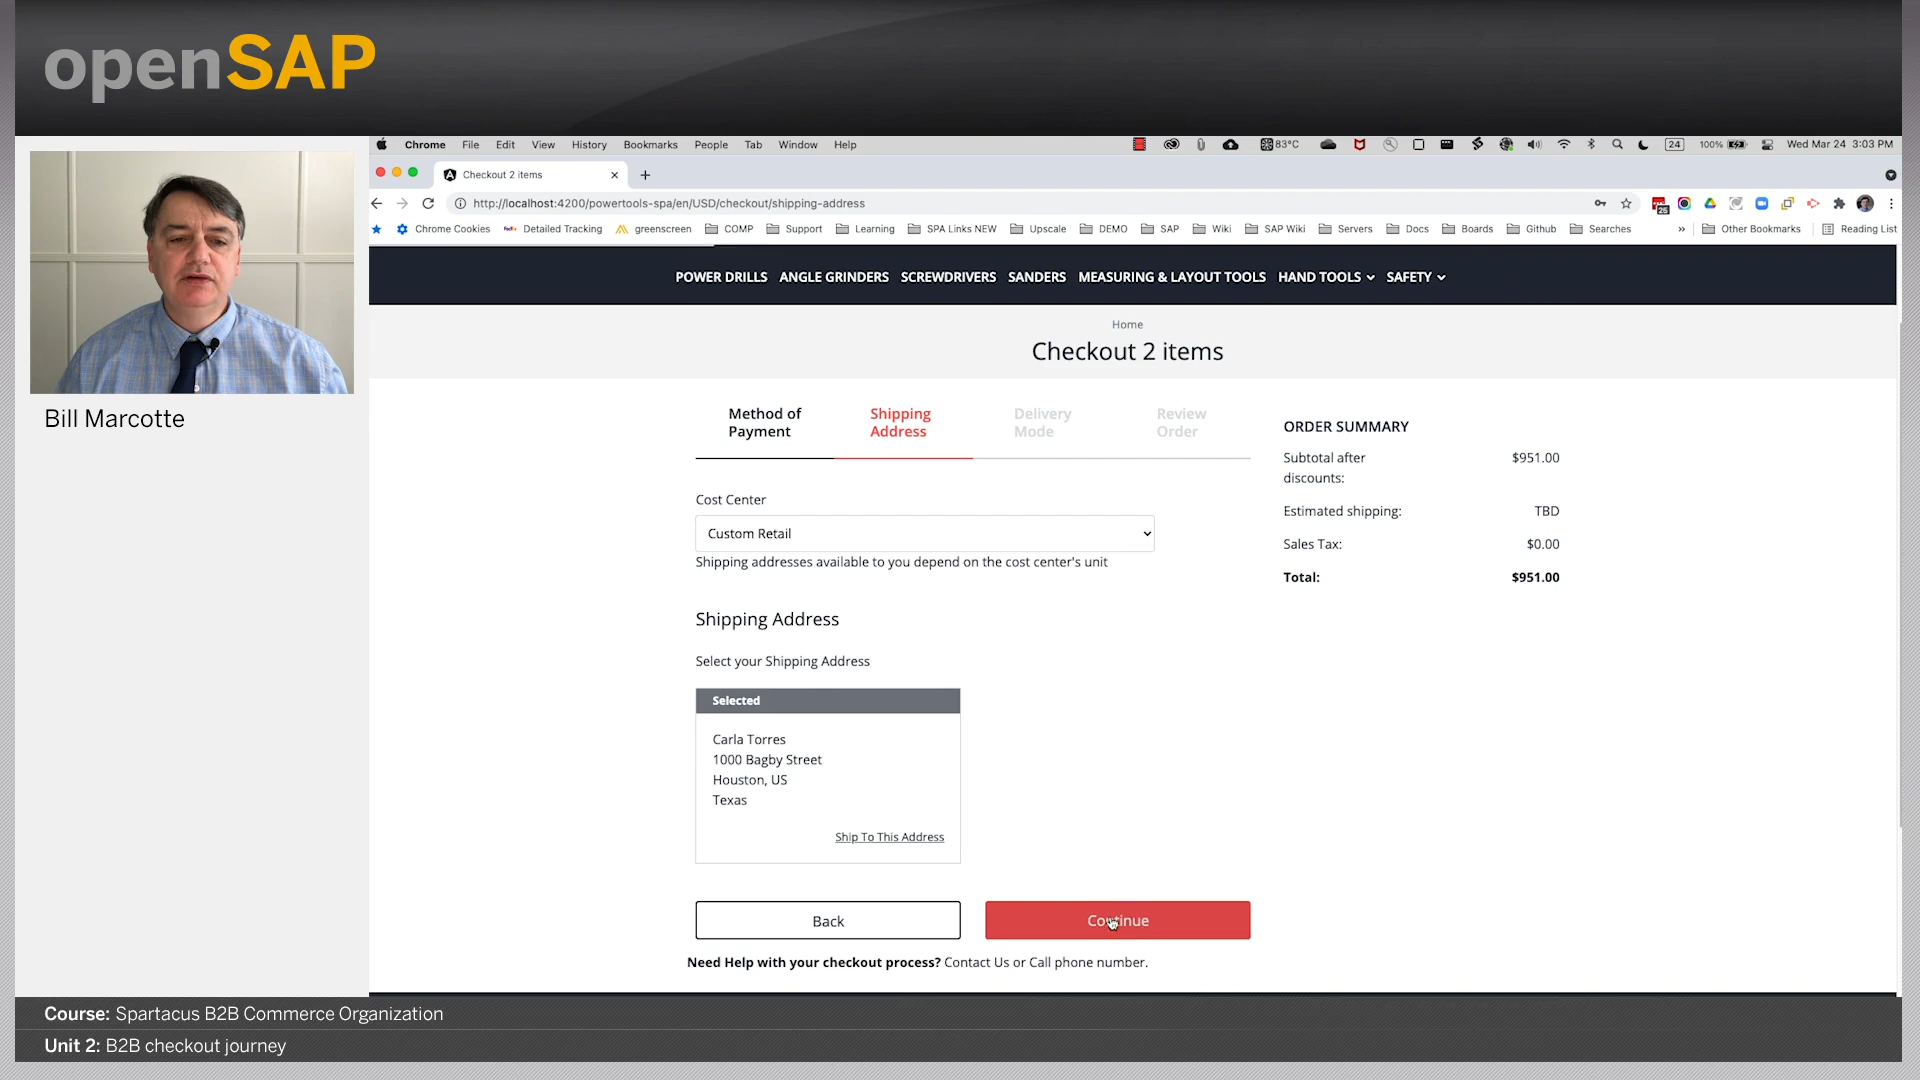 openSAP
Chrome File Edit View History Bookmarks People Tab Window Help
83°C 24 100% Wed Mar 24 3:03 PM
Checkout 2 items
http://localhost:4200/powertools-spa/en/USD/checkout/shipping-address
Chrome Cookies Detailed Tracking greenscreen COMP Support Learning SPA Links NEW Upscale DEMO SAP Wiki SAP Wiki Servers Docs Boards Github Searches » Other Bookmarks Reading List
POWER DRILLS ANGLE GRINDERS SCREWDRIVERS SANDERS MEASURING & LAYOUT TOOLS HAND TOOLS SAFETY
Home
Checkout 2 items
Bill Marcotte
Method of
Payment
Shipping
Address
Delivery
Mode
Review
Order
Cost Center
Custom Retail
Shipping addresses available to you depend on the cost center's unit
Shipping Address
Select your Shipping Address
Selected
Carla Torres
1000 Bagby Street
Houston, US
Texas
Ship To This Address
Back
Continue
Need Help with your checkout process? Contact Us or Call phone number.
ORDER SUMMARY
Subtotal after
discounts: $951.00
Estimated shipping: TBD
Sales Tax: $0.00
Total: $951.00
Course: Spartacus B2B Commerce Organization
Unit 2: B2B checkout journey